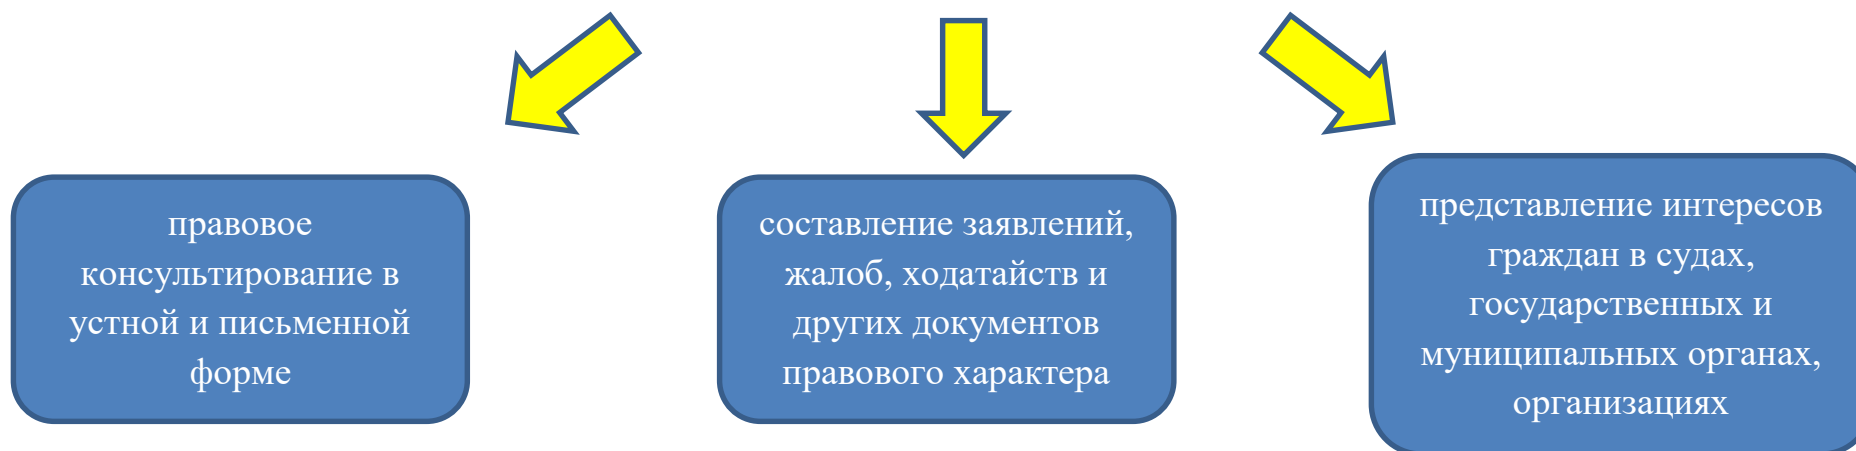 правовое
консультирование в
устной и письменной
форме
составление заявлений,
жалоб, ходатайств и
других документов
правового характера
представление интересов
граждан в судах,
государственных и
муниципальных органах,
организациях